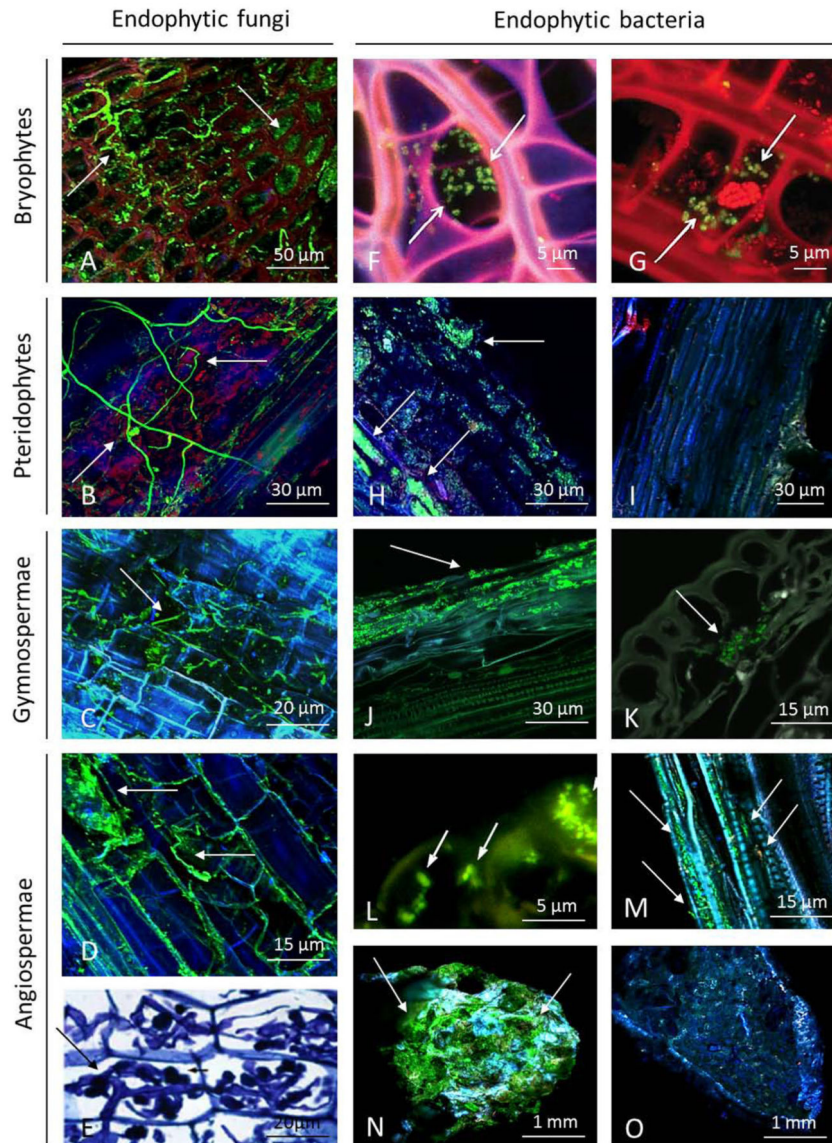 Endophytic fungi
Endophytic bacteria
Bryophytes
A
50 µm
F
5 µm
G
5 µm
Pteridophytes
B
30 µm
H
30 µm
I
30 µm
Gymnospermae
C
20 µm
J
30 µm
K
15 µm
Angiospermae
D
15 µm
L
5 µm
M
15 µm
E
20µm
N
1 mm
O
1 mm